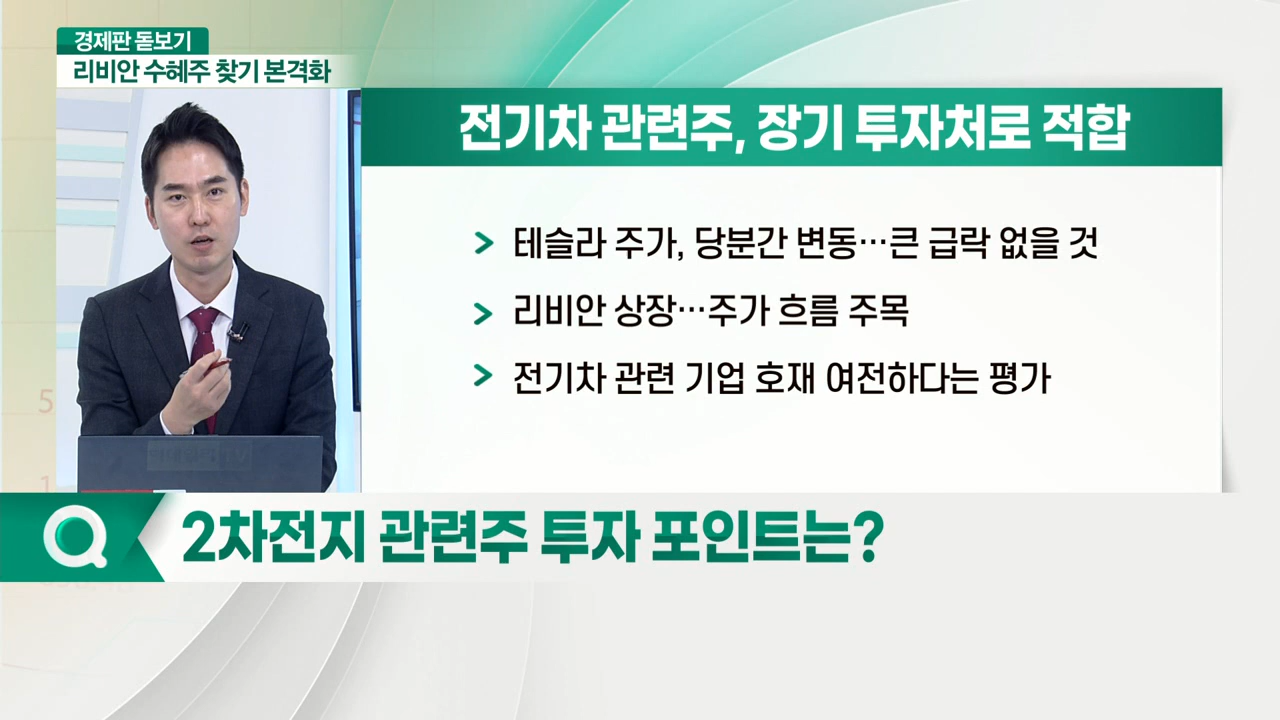 경제판 돋보기
리비안 수혜주 찾기 본격화
전기차 관련주, 장기 투자처로 적합
테슬라 주가, 당분간 변동…큰 급락 없을 것
리비안 상장…주가 흐름 주목
전기차 관련 기업 호재 여전하다는 평가
5
1
Q 2차전지 관련주 투자 포인트는?